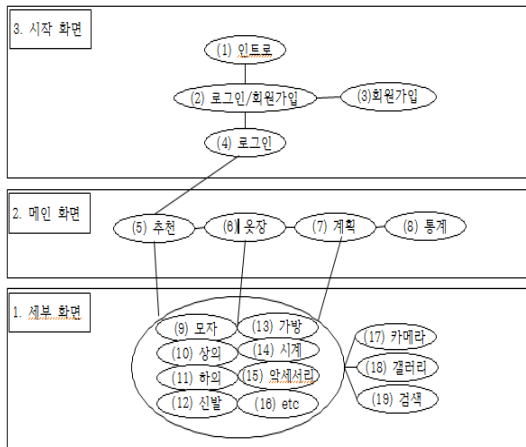 3. 시작 화면
(1) 인트로
(2) 로그인/회원가입
(3)회원가입
(4) 로그인
2. 메인 화면
(5) 추천
(6) 옷장
(7) 계획
(8) 통계
1. 세부 화면
(9) 모자
(13) 가방
(10) 상의
(14) 시계
(11) 하의
(15) 악세서리
(12) 신발
(16) etc
(17) 카메라
(18) 갤러리
(19) 검색